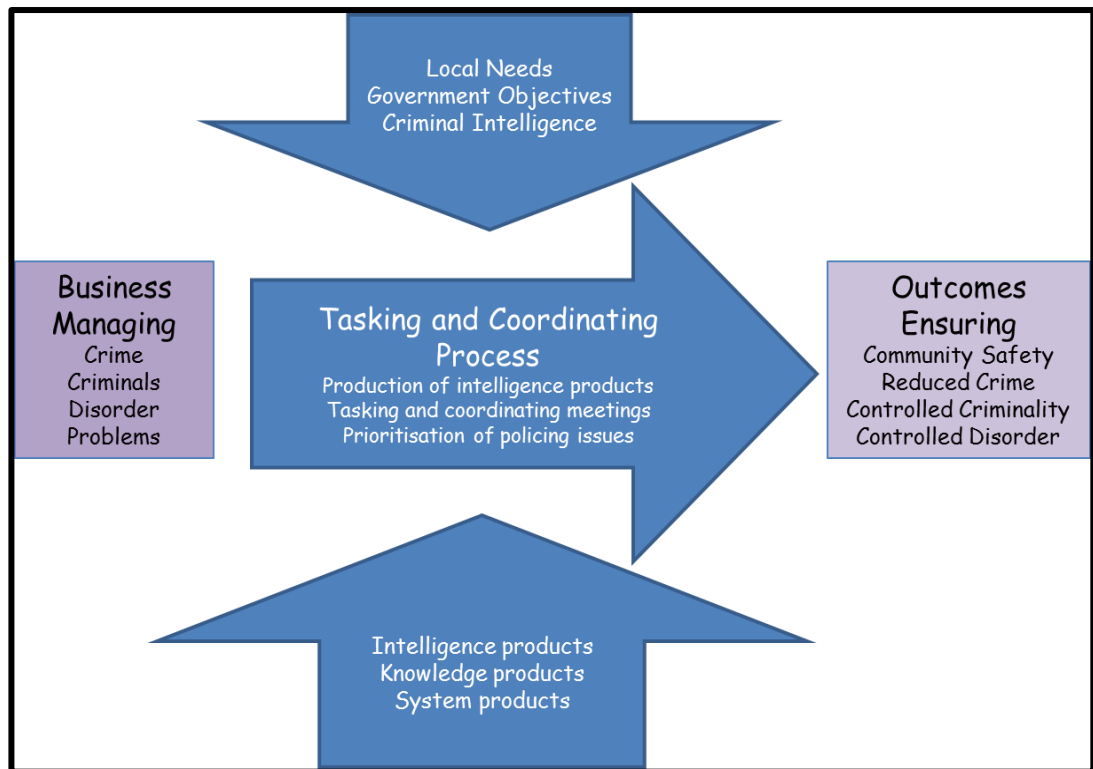 Local Needs
Government Objectives
Criminal Intelligence
Business
Managing
Crime
Criminals
Disorder
Problems
Tasking and Coordinating
Process
Production of intelligence products
Tasking and coordinating meetings
Prioritisation of policing issues
Outcomes
Ensuring
Community Safety
Reduced Crime
Controlled Criminality
Controlled Disorder
Intelligence products
Knowledge products
System products